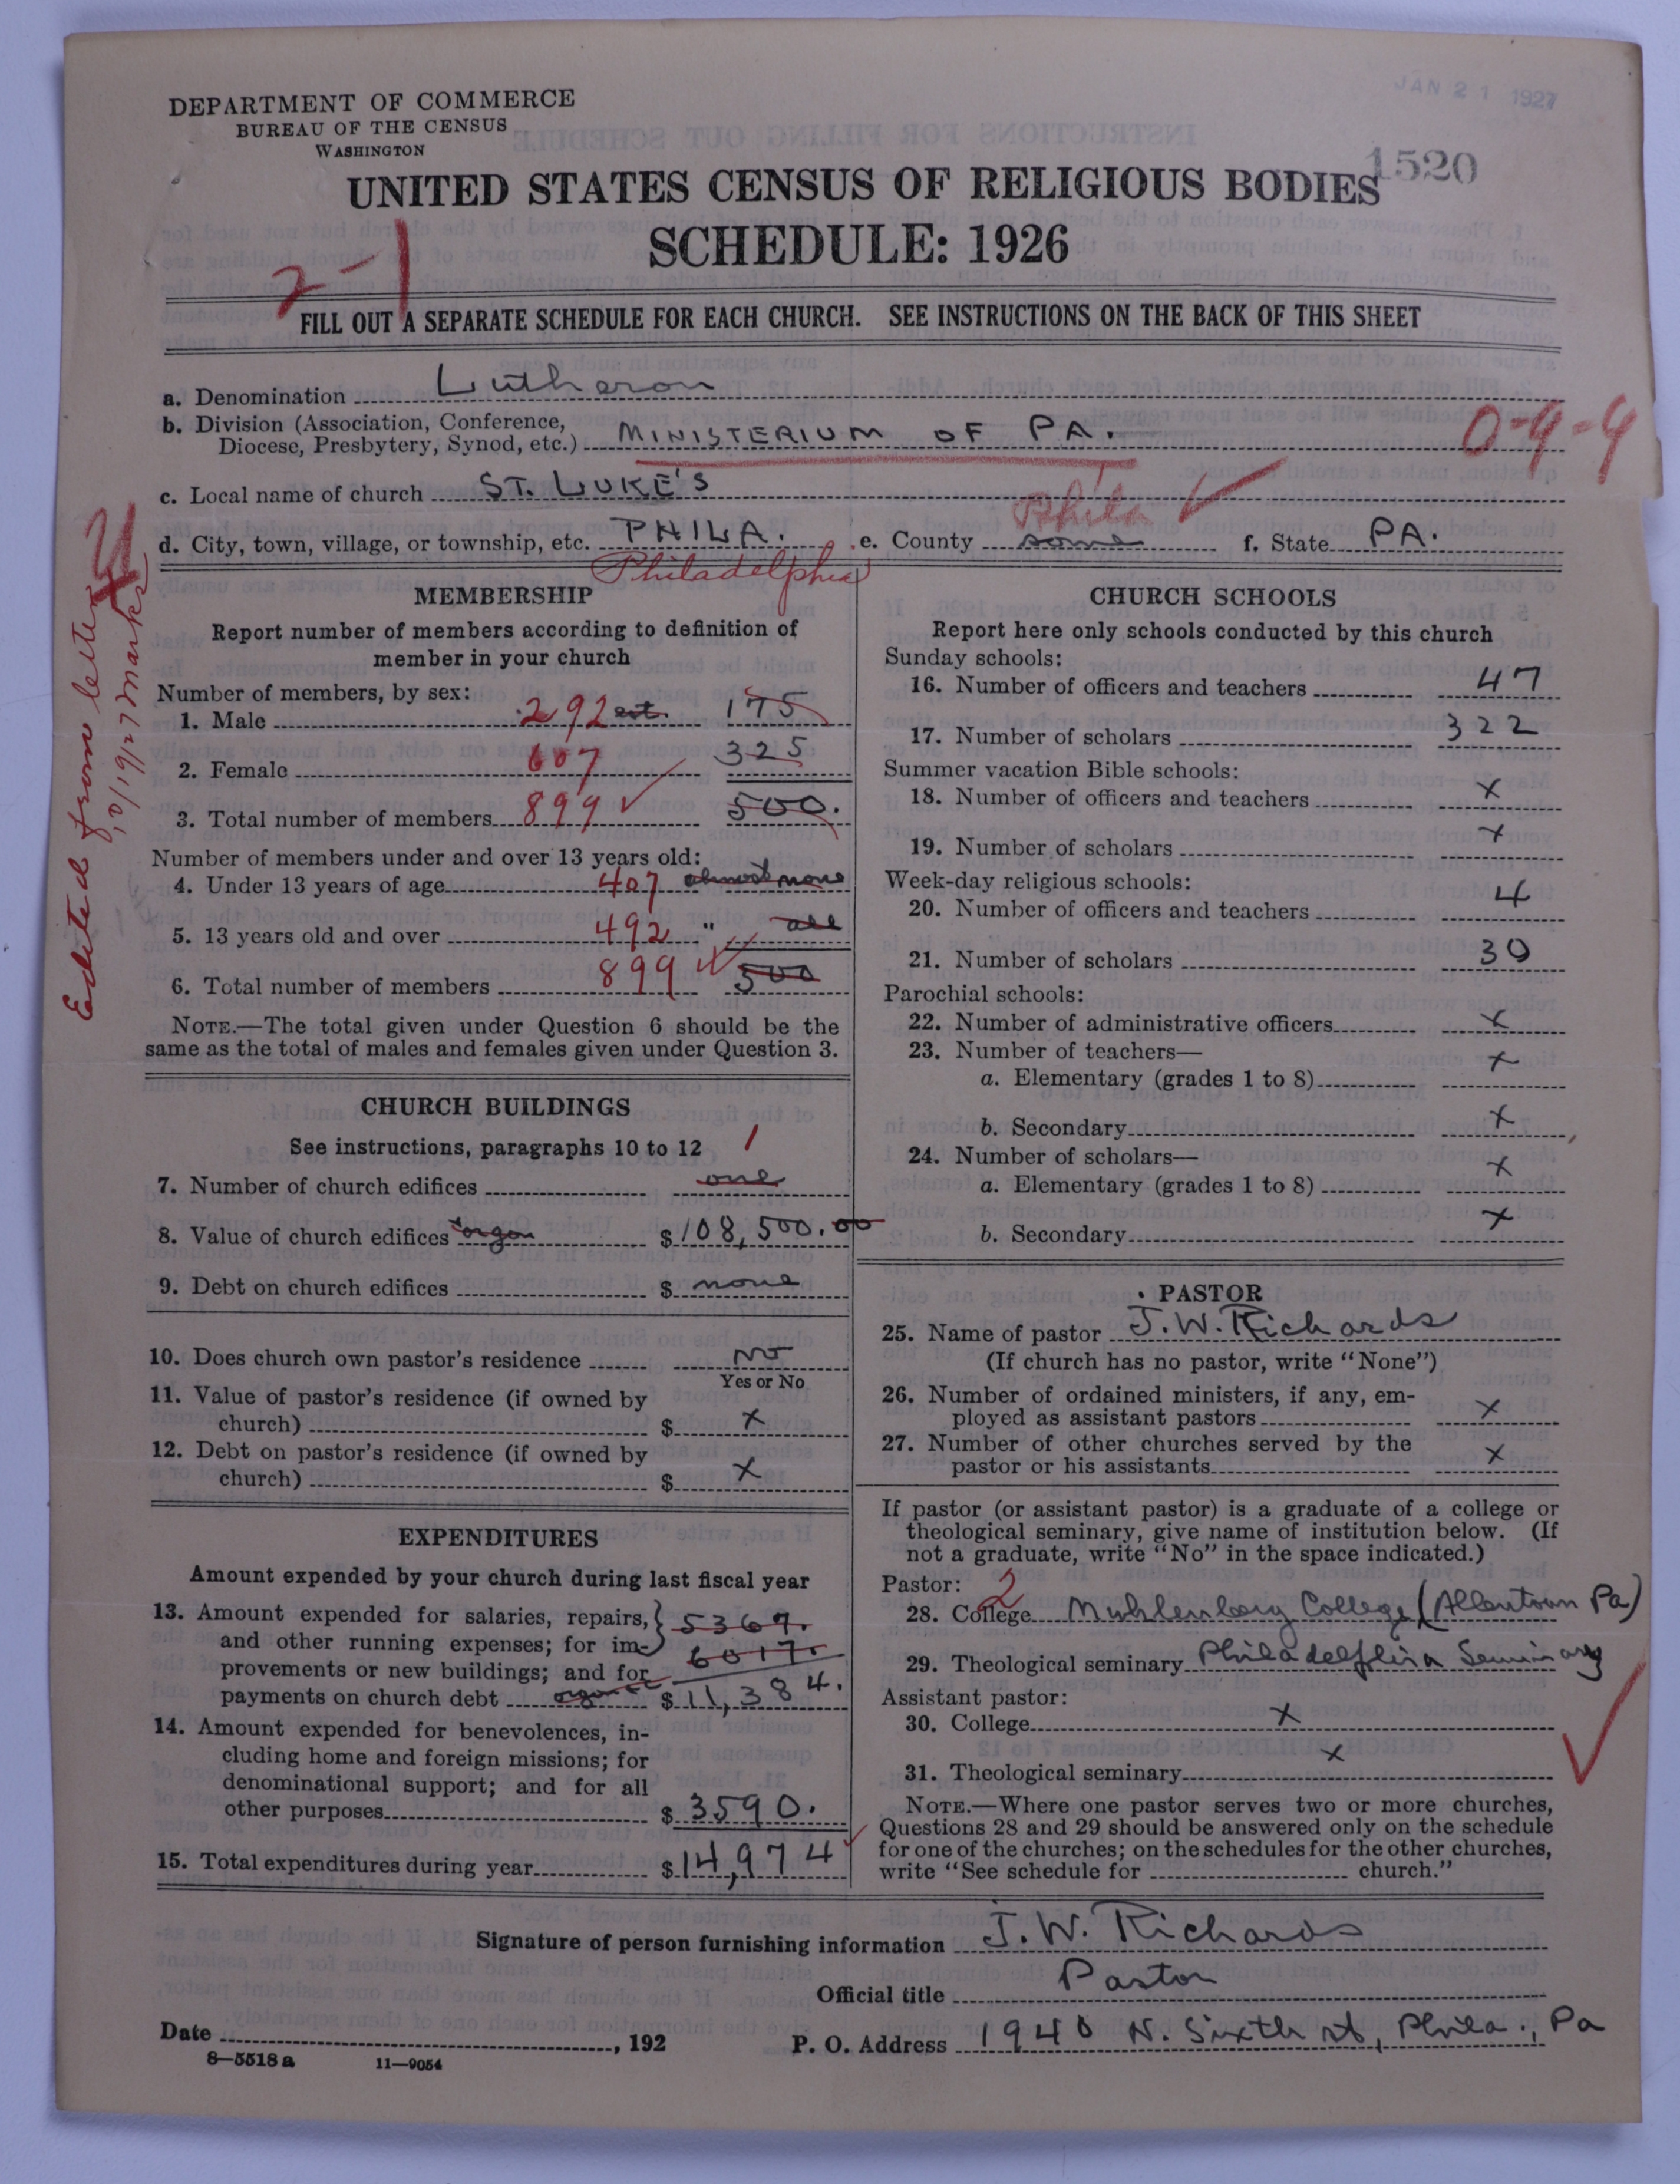 JAN 21 1927
DEPARTMENT OF COMMERCE
BUREAU OF THE CENSUS
WASHINGTON
1520
UNITED STATES CENSUS OF RELIGIOUS BODIES
SCHEDULE: 1926
2-1
FILL OUT A SEPARATE SCHEDULE FOR EACH CHURCH. SEE INSTRUCTIONS ON THE BACK OF THIS SHEET
a. Denomination Lutheran
b. Division (Association, Conference,
Diocese, Presbytery, Synod, etc.) MINISTERIUM OF PA. 0-4-4
c. Local name of church ST. LUKE'S
Phila
d. City, town, village, or township, etc. PHILA. e. County same f. State PA.
Philadelphia
Edited from letter
10/19/27 Marks
MEMBERSHIP
Report number of members according to definition of
member in your church
Number of members, by sex:
1. Male 292 est. 175
2. Female 607 325
3. Total number of members 899 500.
Number of members under and over 13 years old:
4. Under 13 years of age 407 almost none
5. 13 years old and over 492 " all
6. Total number of members 899 500
NOTE.—The total given under Question 6 should be the
same as the total of males and females given under Question 3.
CHURCH BUILDINGS
See instructions, paragraphs 10 to 12 1
7. Number of church edifices one
8. Value of church edifices + organ $108,500.00
9. Debt on church edifices $ none
10. Does church own pastor's residence no
Yes or No
11. Value of pastor's residence (if owned by
church) $ x
12. Debt on pastor's residence (if owned by
church) $ x
EXPENDITURES
Amount expended by your church during last fiscal year
13. Amount expended for salaries, repairs, } 5367.
and other running expenses; for im- 6017.
provements or new buildings; and for
payments on church debt $11,384.
14. Amount expended for benevolences, in-
cluding home and foreign missions; for
denominational support; and for all
other purposes $3590.
15. Total expenditures during year $14,974
CHURCH SCHOOLS
Report here only schools conducted by this church
Sunday schools:
16. Number of officers and teachers 47
17. Number of scholars 322
Summer vacation Bible schools:
18. Number of officers and teachers x
19. Number of scholars x
Week-day religious schools:
20. Number of officers and teachers 4
21. Number of scholars 30
Parochial schools:
22. Number of administrative officers x
23. Number of teachers—
a. Elementary (grades 1 to 8) x
b. Secondary x
24. Number of scholars—
a. Elementary (grades 1 to 8) x
b. Secondary x
PASTOR
25. Name of pastor J. W. Richards
(If church has no pastor, write "None")
26. Number of ordained ministers, if any, em-
ployed as assistant pastors x
27. Number of other churches served by the
pastor or his assistants x
If pastor (or assistant pastor) is a graduate of a college or
theological seminary, give name of institution below. (If
not a graduate, write "No" in the space indicated.)
Pastor: 2
28. College Muhlenberg College (Allentown Pa)
29. Theological seminary Philadelphia Seminary
Assistant pastor:
30. College x
31. Theological seminary x
NOTE.—Where one pastor serves two or more churches,
Questions 28 and 29 should be answered only on the schedule
for one of the churches; on the schedules for the other churches,
write "See schedule for church."
Signature of person furnishing information J. W. Richards
Official title Pastor
Date , 192 P. O. Address 1940 N. Sixth st, Phila., Pa
8—5518 a 11—9054